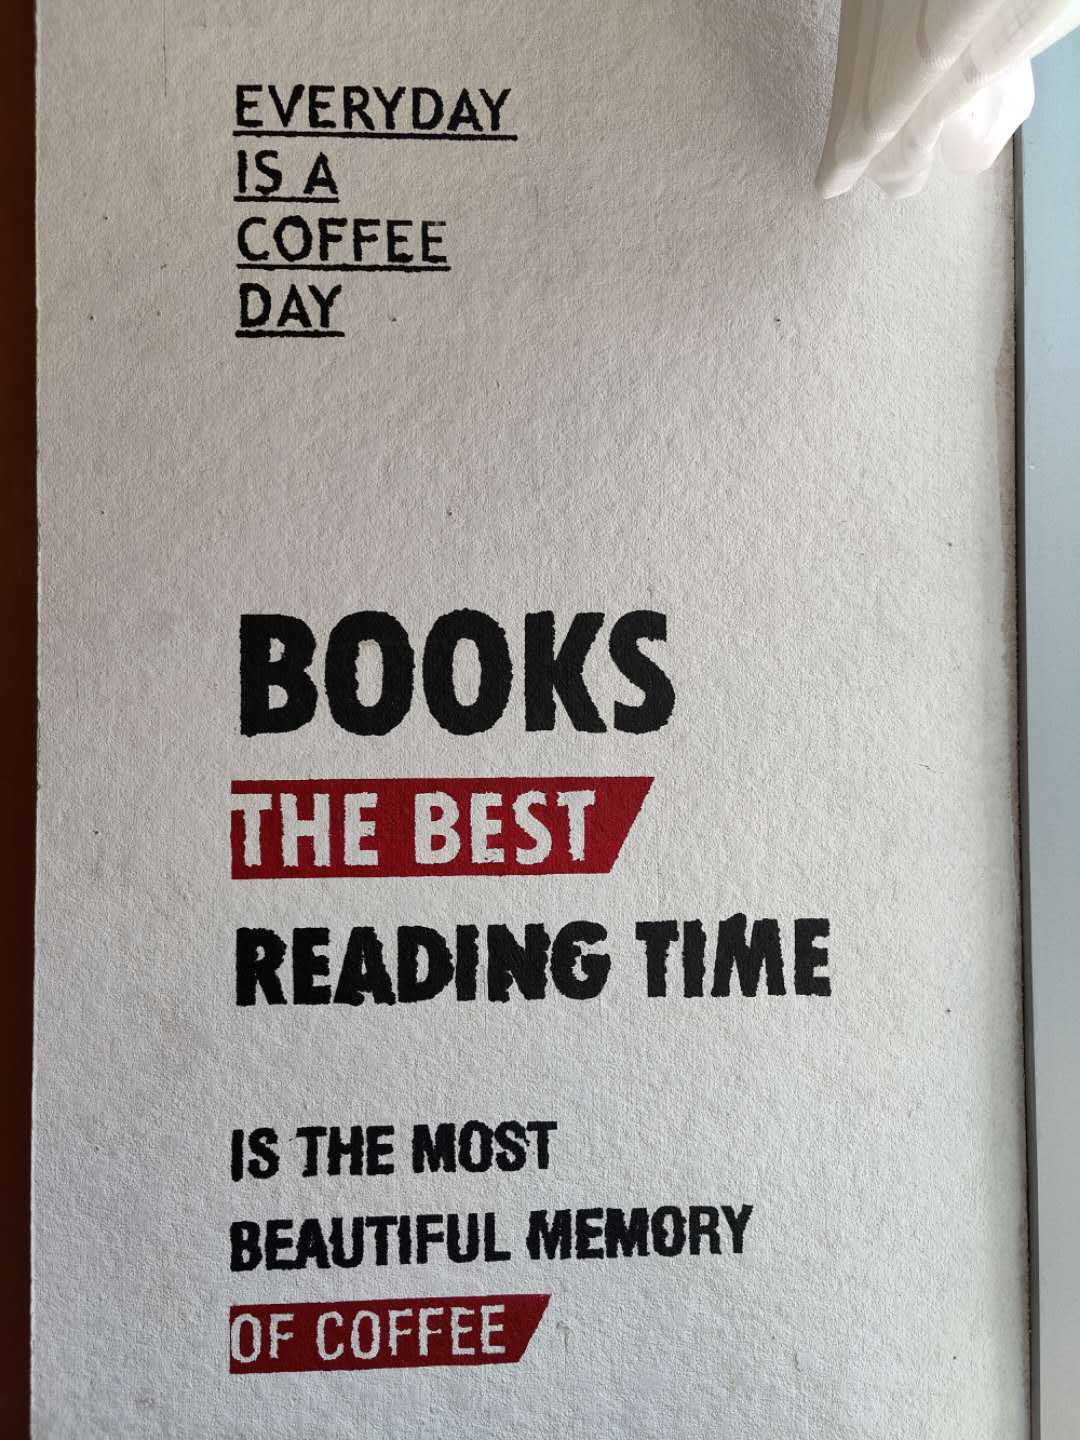 EVERYDAY
IS A
COFFEE
DAY
BOOKS
THE BEST
READING TIME
IS THE MOST
BEAUTIFUL MEMORY
OF COFFEE